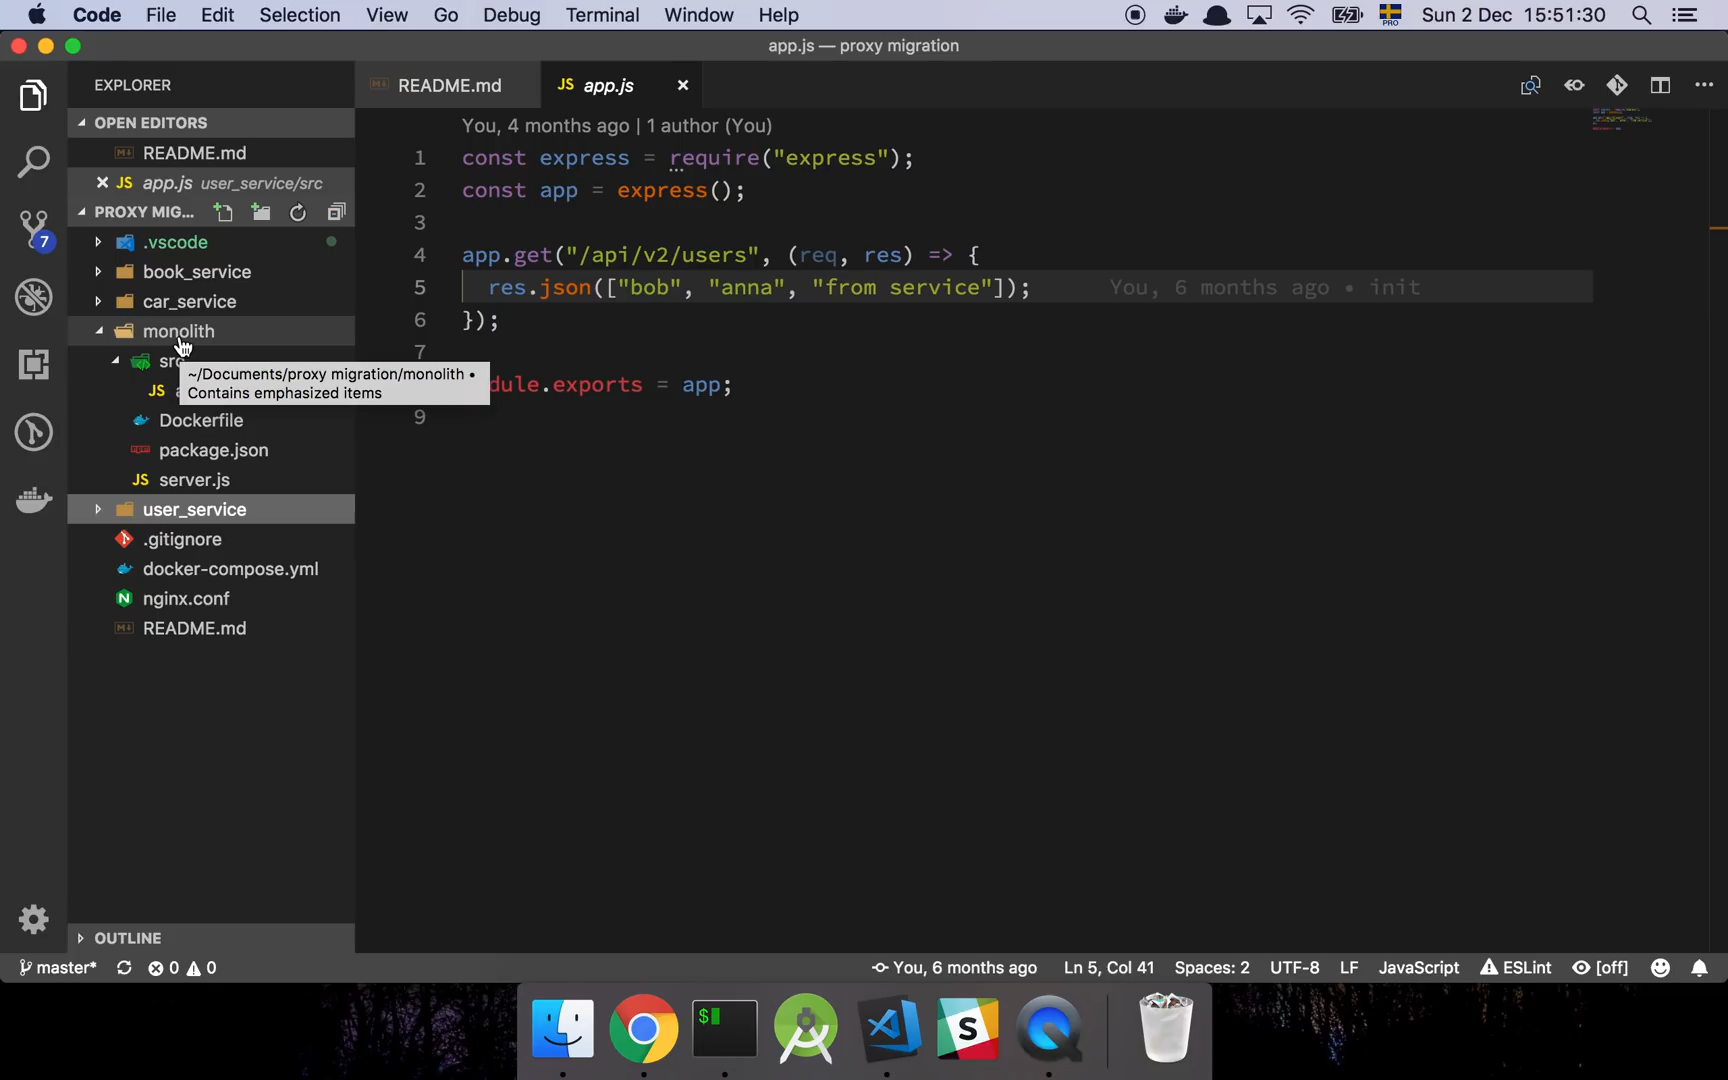 Code File Edit Selection View Go Debug Terminal Window Help PRO Sun 2 Dec 15:51:30
app.js — proxy migration
EXPLORER
OPEN EDITORS
README.md
JS app.js user_service/src
PROXY MIG...
.vscode
book_service
car_service
monolith
src
JS
~/Documents/proxy migration/monolith •
Contains emphasized items
Dockerfile
package.json
JS server.js
user_service
.gitignore
docker-compose.yml
N nginx.conf
README.md
OUTLINE
7
README.md
JS app.js
You, 4 months ago | 1 author (You)
1 const express = require("express");
2 const app = express();
3
4 app.get("/api/v2/users", (req, res) => {
5 res.json(["bob", "anna", "from service"]); You, 6 months ago • init
6 });
7
dule.exports = app;
9
master* 0 0 You, 6 months ago Ln 5, Col 41 Spaces: 2 UTF-8 LF JavaScript ESLint [off]
$
S